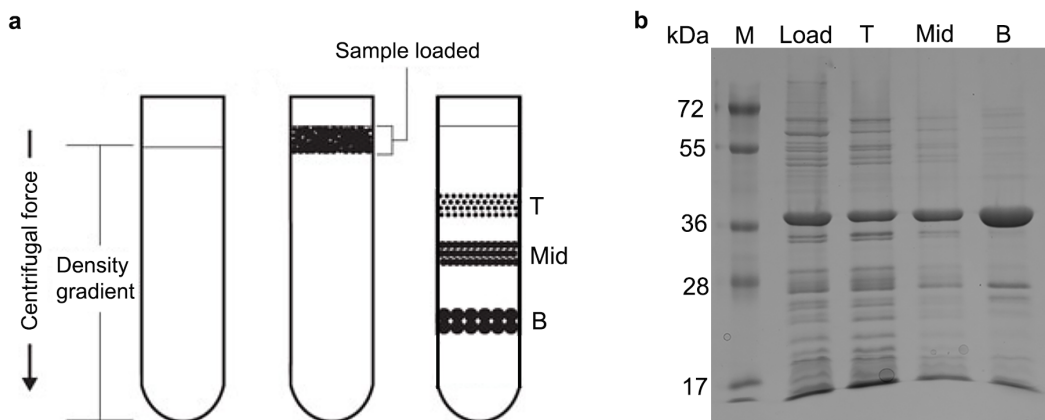 a
Sample loaded
Centrifugal force
Density
gradient
T
Mid
B
b
kDa M Load T Mid B
72
55
36
28
17